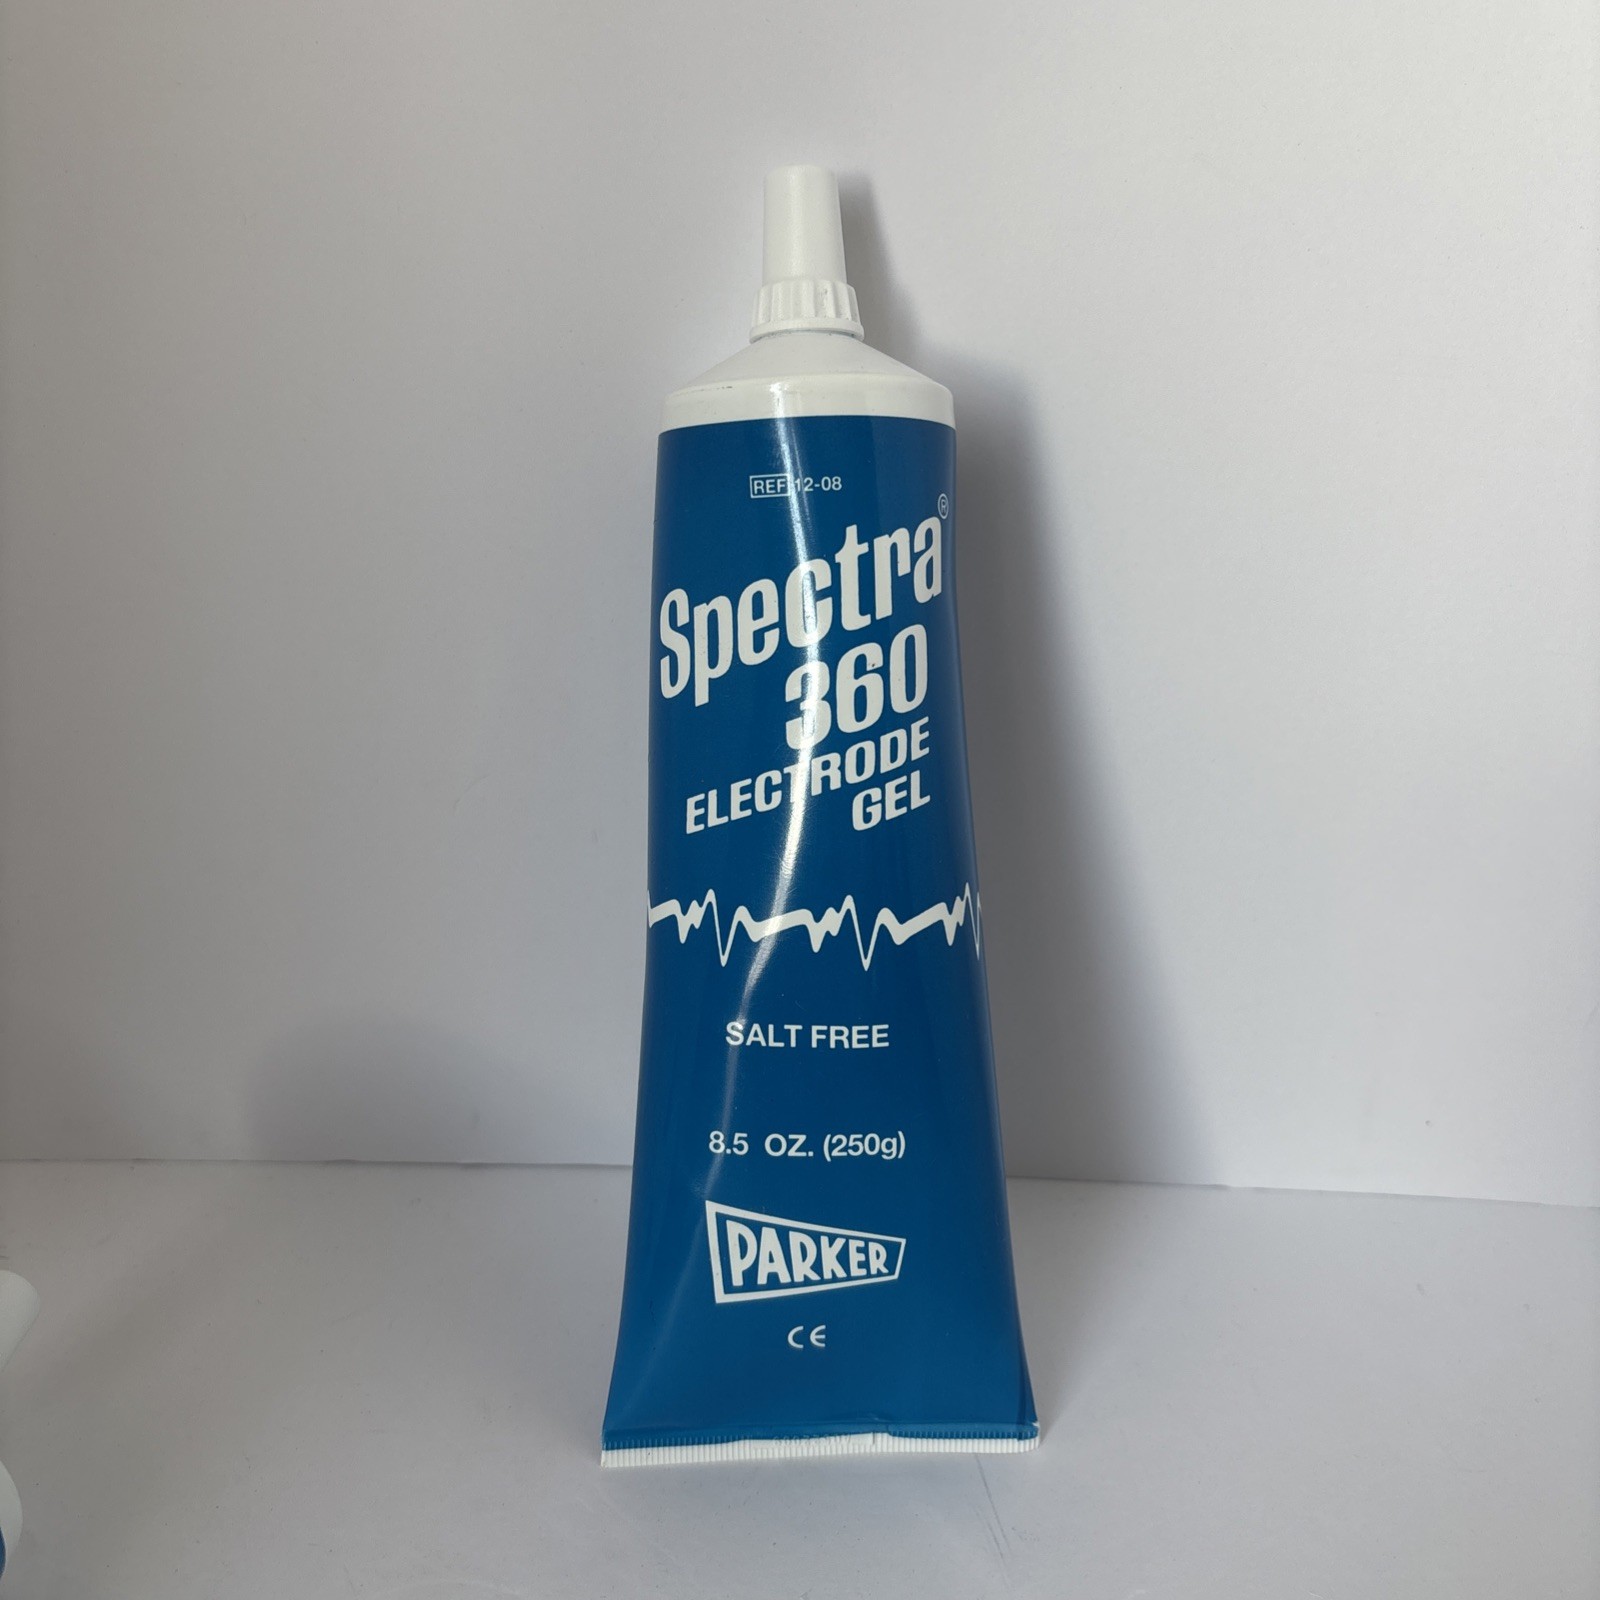 REF 12-08
Spectra®
360
ELECTRODE
GEL
SALT FREE
8.5 OZ. (250g)
PARKER
CE